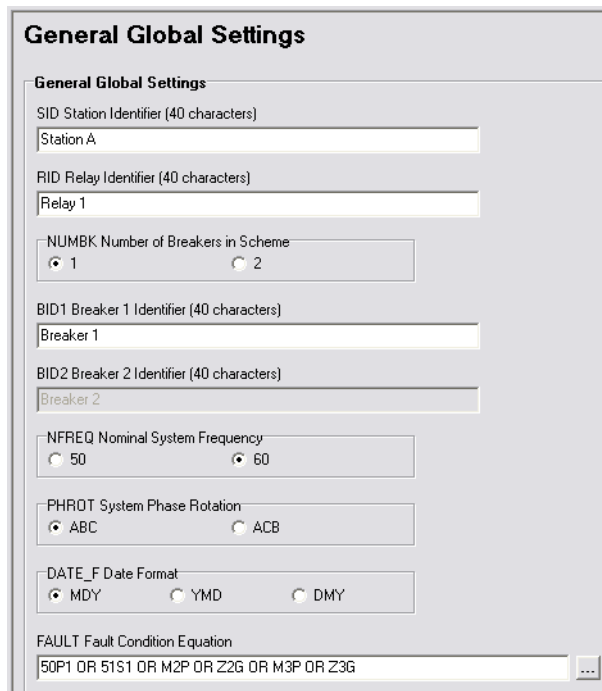 General Global Settings
General Global Settings
SID Station Identifier (40 characters)
Station A
RID Relay Identifier (40 characters)
Relay 1
NUMBK Number of Breakers in Scheme
1 2
BID1 Breaker 1 Identifier (40 characters)
Breaker 1
BID2 Breaker 2 Identifier (40 characters)
Breaker 2
NFREQ Nominal System Frequency
50 60
PHROT System Phase Rotation
ABC ACB
DATE_F Date Format
MDY YMD DMY
FAULT Fault Condition Equation
50P1 OR 51S1 OR M2P OR Z2G OR M3P OR Z3G ...